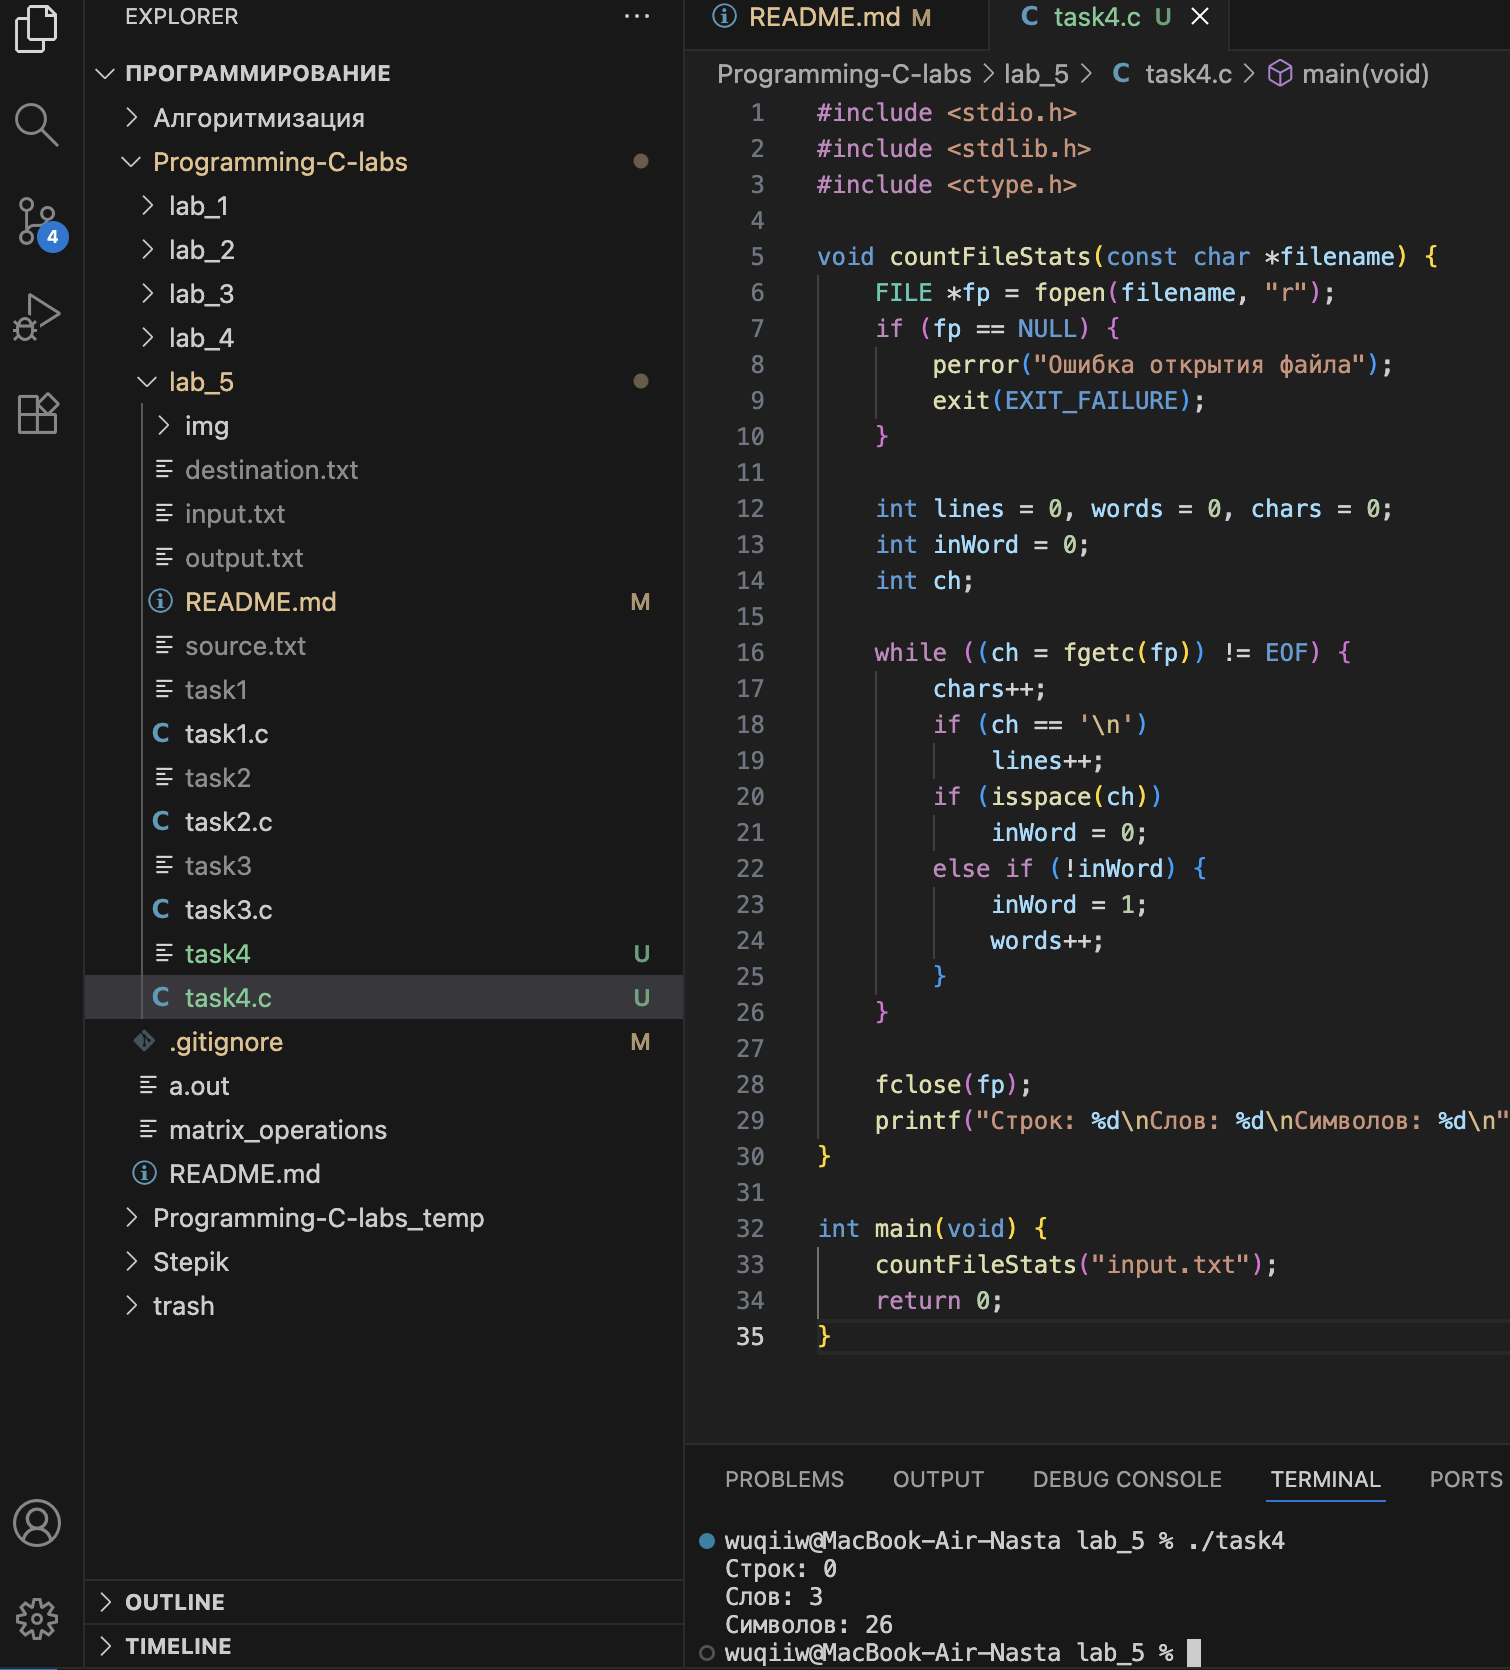 EXPLORER
ПРОГРАММИРОВАНИЕ
Алгоритмизация
Programming-C-labs
lab_1
lab_2
lab_3
lab_4
lab_5
img
destination.txt
input.txt
output.txt
README.md M
source.txt
task1
task1.c
task2
task2.c
task3
task3.c
task4 U
task4.c U
.gitignore M
a.out
matrix_operations
README.md
Programming-C-labs_temp
Stepik
trash
OUTLINE
TIMELINE
4
README.md M
task4.c U
Programming-C-labs > lab_5 > C task4.c > main(void)
1 #include <stdio.h>
2 #include <stdlib.h>
3 #include <ctype.h>
4
5 void countFileStats(const char *filename) {
6     FILE *fp = fopen(filename, "r");
7     if (fp == NULL) {
8         perror("Ошибка открытия файла");
9         exit(EXIT_FAILURE);
10     }
11
12     int lines = 0, words = 0, chars = 0;
13     int inWord = 0;
14     int ch;
15
16     while ((ch = fgetc(fp)) != EOF) {
17         chars++;
18         if (ch == '\n')
19             lines++;
20         if (isspace(ch))
21             inWord = 0;
22         else if (!inWord) {
23             inWord = 1;
24             words++;
25         }
26     }
27
28     fclose(fp);
29     printf("Строк: %d\nСлов: %d\nСимволов: %d\n"
30 }
31
32 int main(void) {
33     countFileStats("input.txt");
34     return 0;
35 }
PROBLEMS OUTPUT DEBUG CONSOLE TERMINAL PORTS
wuqiiw@MacBook-Air-Nasta lab_5 % ./task4
Строк: 0
Слов: 3
Символов: 26
wuqiiw@MacBook-Air-Nasta lab_5 %